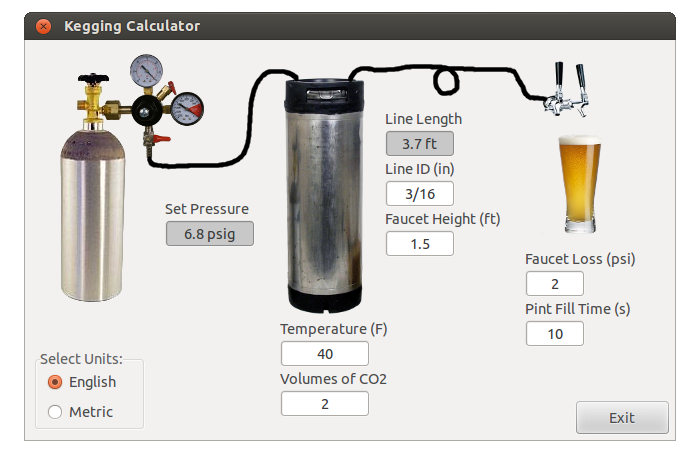 Kegging Calculator
Line Length
3.7 ft
Line ID (in)
3/16
Set Pressure
6.8 psig
Faucet Height (ft)
1.5
Faucet Loss (psi)
2
Pint Fill Time (s)
10
Temperature (F)
40
Volumes of CO2
2
Select Units:
English
Metric
Exit